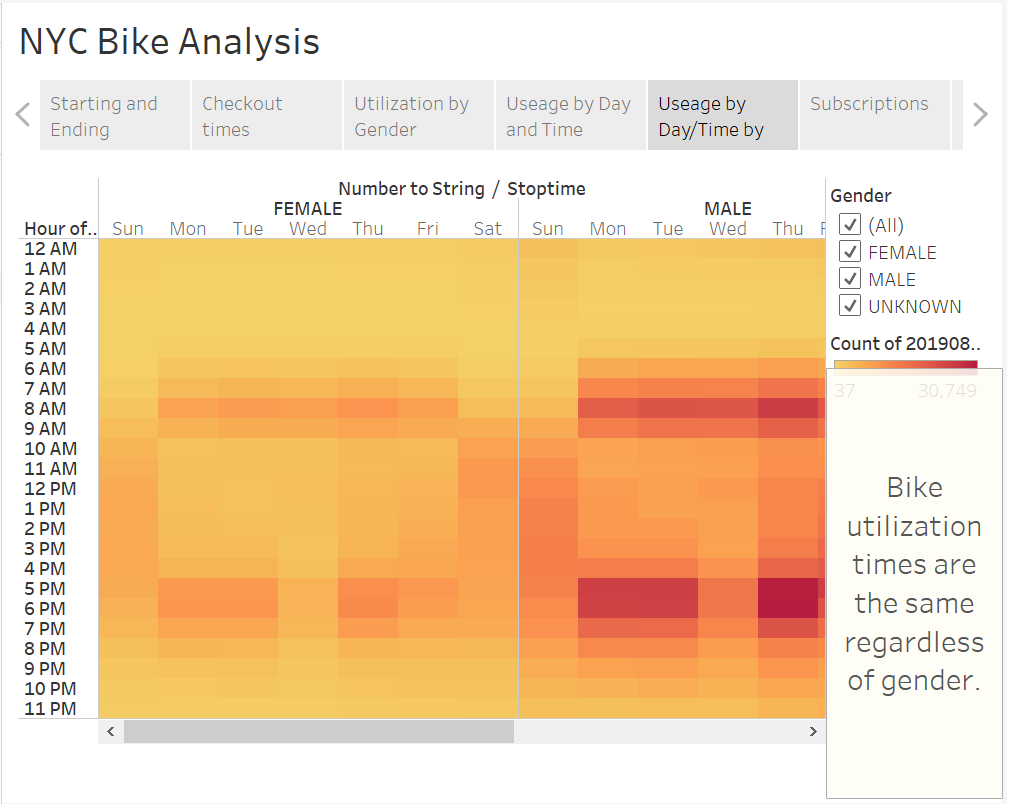 NYC Bike Analysis
Starting and
Ending
Checkout
times
Utilization by
Gender
Useage by Day
and Time
Useage by
Day/Time by
Subscriptions
Number to String / Stoptime
FEMALE
MALE
Hour of..
Sun Mon Tue Wed Thu Fri Sat Sun Mon Tue Wed Thu F
12 AM
1 AM
2 AM
3 AM
4 AM
5 AM
6 AM
7 AM
8 AM
9 AM
10 AM
11 AM
12 PM
1 PM
2 PM
3 PM
4 PM
5 PM
6 PM
7 PM
8 PM
9 PM
10 PM
11 PM
Gender
(All)
FEMALE
MALE
UNKNOWN
Count of 201908..
37 30,749
Bike
utilization
times are
the same
regardless
of gender.